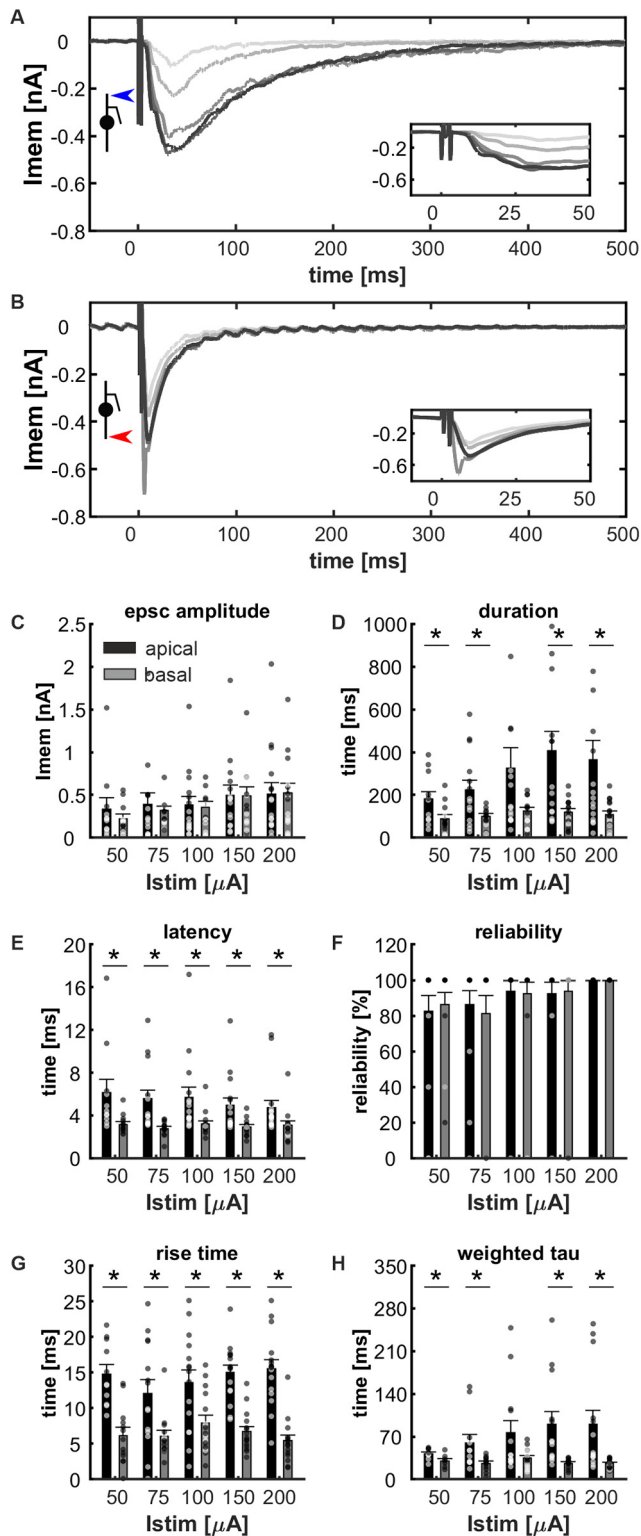 A
0
-0.2
-0.4
-0.6
-0.8
Imem [nA]
-0.2
-0.6
0 25 50
0 100 200 300 400 500
time [ms]
B
0
-0.2
-0.4
-0.6
-0.8
Imem [nA]
-0.2
-0.6
0 25 50
0 100 200 300 400 500
time [ms]
C epsc amplitude
2.5
2
1.5
1
0.5
0
Imem [nA]
apical
basal
50 75 100 150 200
Istim [µA]
D duration
1000
800
600
400
200
0
time [ms]
* * * *
50 75 100 150 200
Istim [µA]
E latency
20
16
12
8
4
0
time [ms]
* * * * *
50 75 100 150 200
Istim [µA]
F reliability
120
100
80
60
40
20
0
reliability [%]
50 75 100 150 200
Istim [µA]
G rise time
30
25
20
15
10
5
0
time [ms]
* * * * *
50 75 100 150 200
Istim [µA]
H weighted tau
350
280
210
140
70
0
time [ms]
* * * *
50 75 100 150 200
Istim [µA]